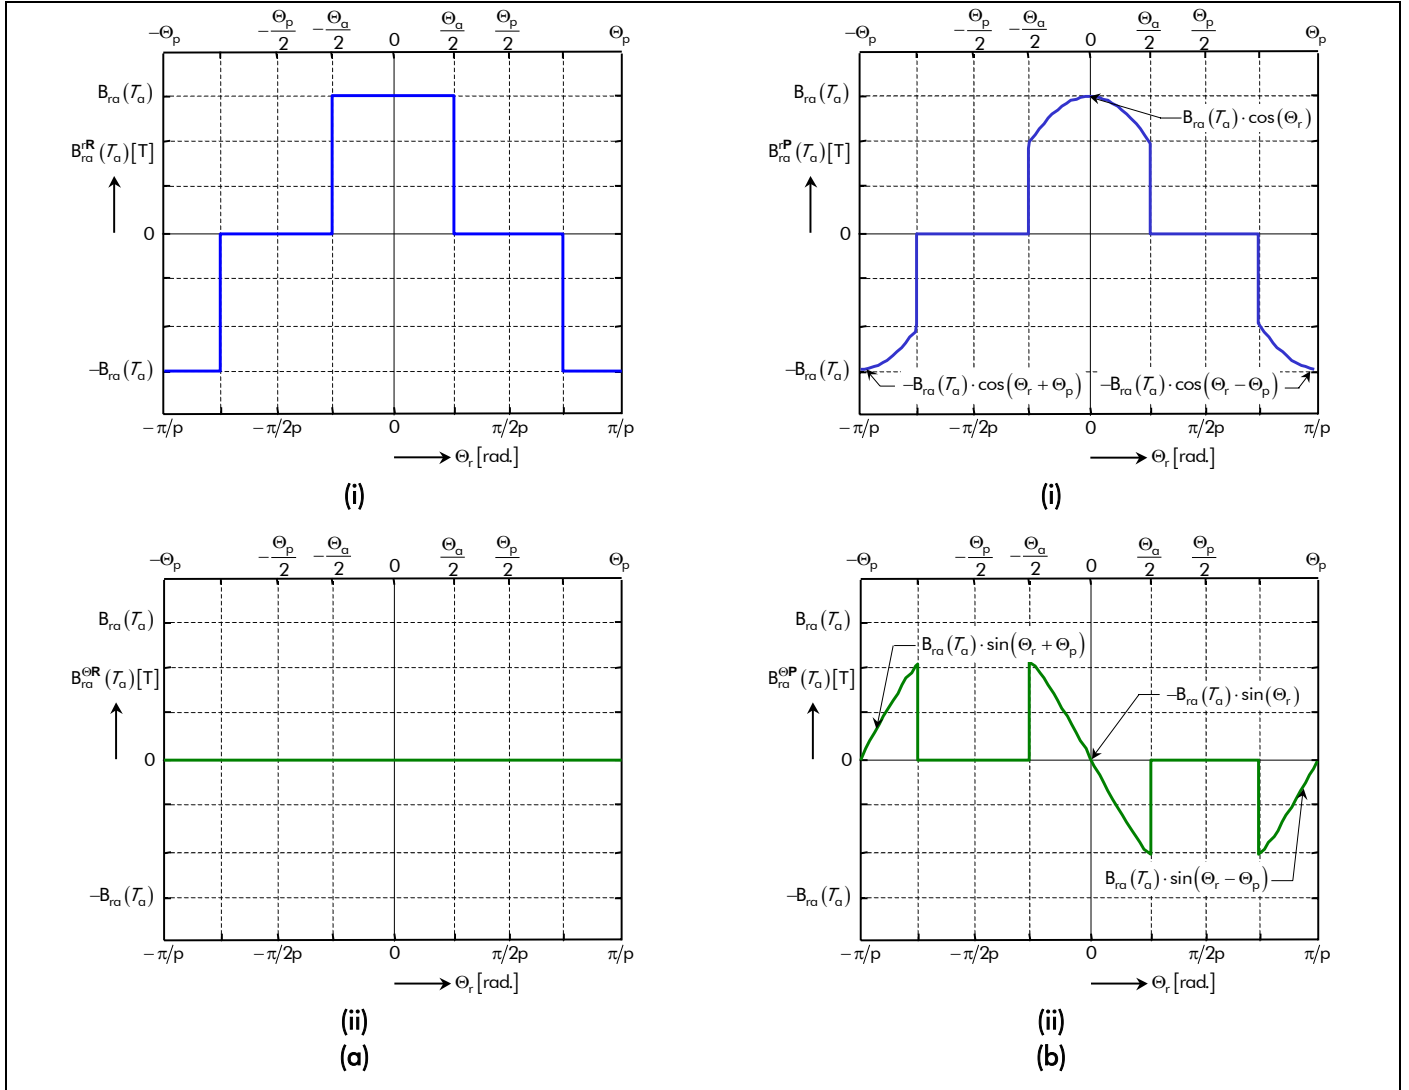 −Θp −Θp/2 −Θa/2 0 Θa/2 Θp/2 Θp
Bra(Ta)
B^rR_ra(Ta)[T]
0
−Bra(Ta)
−π/p −π/2p 0 π/2p π/p
Θr[rad.]
(i)
−Θp −Θp/2 −Θa/2 0 Θa/2 Θp/2 Θp
Bra(Ta)
Bra(Ta)·cos(Θr)
B^rP_ra(Ta)[T]
0
−Bra(Ta)
−Bra(Ta)·cos(Θr + Θp) −Bra(Ta)·cos(Θr − Θp)
−π/p −π/2p 0 π/2p π/p
Θr[rad.]
(i)
−Θp −Θp/2 −Θa/2 0 Θa/2 Θp/2 Θp
Bra(Ta)
B^ΘR_ra(Ta)[T]
0
−Bra(Ta)
−π/p −π/2p 0 π/2p π/p
Θr[rad.]
(ii)
(a)
−Θp −Θp/2 −Θa/2 0 Θa/2 Θp/2 Θp
Bra(Ta)
Bra(Ta)·sin(Θr + Θp)
B^ΘP_ra(Ta)[T]
−Bra(Ta)·sin(Θr)
0
Bra(Ta)·sin(Θr − Θp)
−Bra(Ta)
−π/p −π/2p 0 π/2p π/p
Θr[rad.]
(ii)
(b)